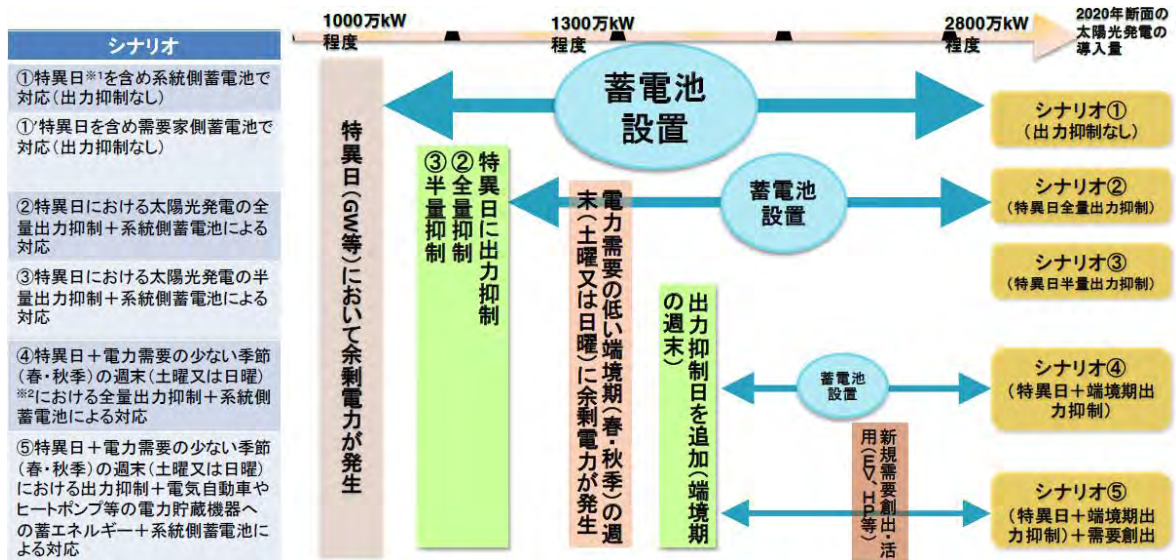 1000万kW
程度
1300万kW
程度
2800万kW
程度
2020年断面の
太陽光発電の
導入量
シナリオ
①特異日※1を含め系統側蓄電池で
対応(出力抑制なし)
①’特異日を含め需要家側蓄電池で
対応(出力抑制なし)
②特異日における太陽光発電の全
量出力抑制+系統側蓄電池による
対応
③特異日における太陽光発電の半
量出力抑制+系統側蓄電池による
対応
④特異日+電力需要の少ない季節
(春・秋季)の週末(土曜又は日曜)
※2における全量出力抑制+系統側
蓄電池による対応
⑤特異日+電力需要の少ない季節
(春・秋季)の週末(土曜又は日曜)
における出力抑制+電気自動車や
ヒートポンプ等の電力貯蔵機器へ
の蓄エネルギー+系統側蓄電池に
よる対応
特異日(GW等)において余剰電力が発生
特異日に出力抑制
②全量抑制
③半量抑制
電力需要の低い端境期(春・秋季)の週
末(土曜又は日曜)に余剰電力が発生
出力抑制日を追加(端境期
の週末)
新規需要創出・活
用(EV、HP等)
蓄電池
設置
蓄電池
設置
蓄電池
設置
シナリオ①
(出力抑制なし)
シナリオ②
(特異日全量出力抑制)
シナリオ③
(特異日半量出力抑制)
シナリオ④
(特異日+端境期出
力抑制)
シナリオ⑤
(特異日+端境期出
力抑制)+需要創出